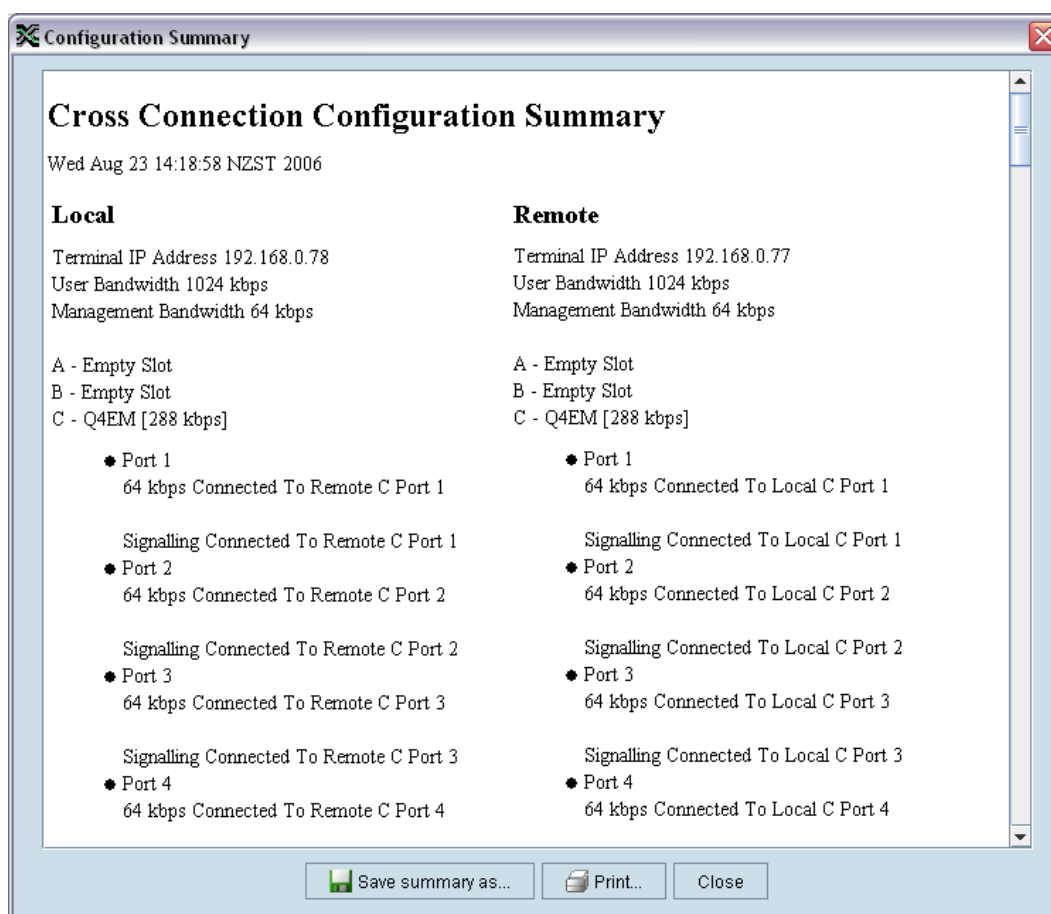 Configuration Summary
Cross Connection Configuration Summary
Wed Aug 23 14:18:58 NZST 2006
Local
Terminal IP Address 192.168.0.78
User Bandwidth 1024 kbps
Management Bandwidth 64 kbps
A - Empty Slot
B - Empty Slot
C - Q4EM [288 kbps]
Port 1
64 kbps Connected To Remote C Port 1
Signalling Connected To Remote C Port 1
Port 2
64 kbps Connected To Remote C Port 2
Signalling Connected To Remote C Port 2
Port 3
64 kbps Connected To Remote C Port 3
Signalling Connected To Remote C Port 3
Port 4
64 kbps Connected To Remote C Port 4
Remote
Terminal IP Address 192.168.0.77
User Bandwidth 1024 kbps
Management Bandwidth 64 kbps
A - Empty Slot
B - Empty Slot
C - Q4EM [288 kbps]
Port 1
64 kbps Connected To Local C Port 1
Signalling Connected To Local C Port 1
Port 2
64 kbps Connected To Local C Port 2
Signalling Connected To Local C Port 2
Port 3
64 kbps Connected To Local C Port 3
Signalling Connected To Local C Port 3
Port 4
64 kbps Connected To Local C Port 4
Save summary as...
Print...
Close